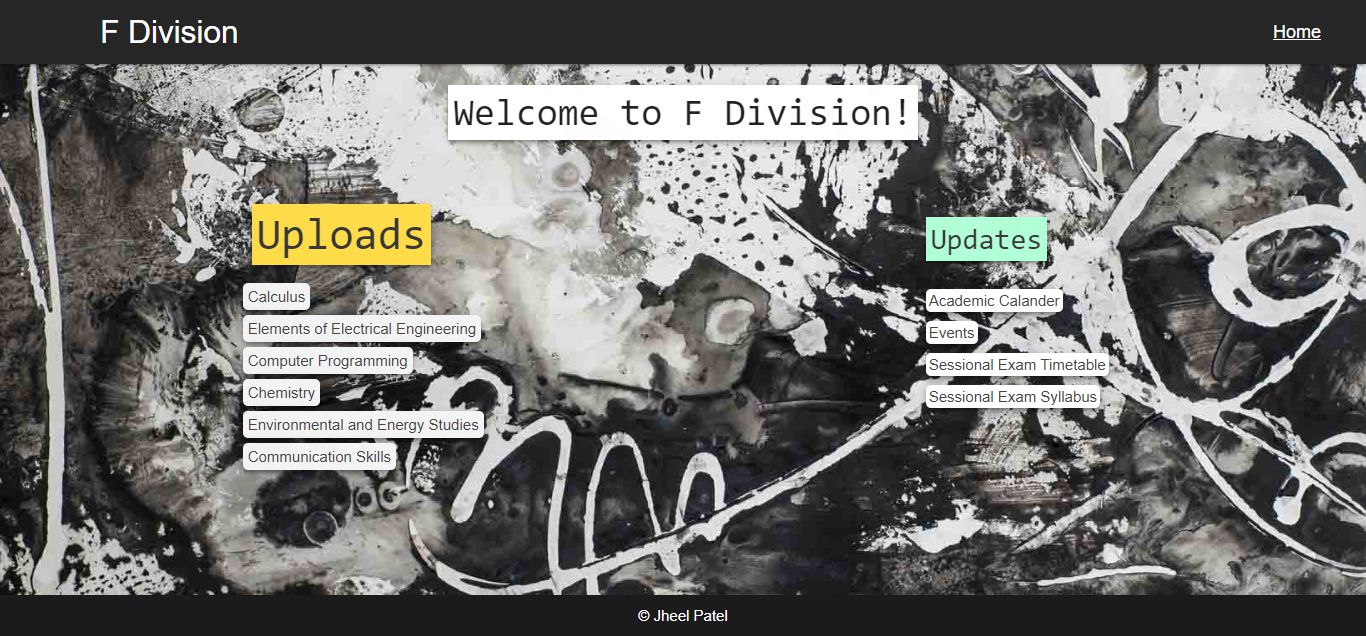 F Division
Home
Welcome to F Division!
Uploads
Updates
Calculus
Elements of Electrical Engineering
Computer Programming
Chemistry
Environmental and Energy Studies
Communication Skills
Academic Calander
Events
Sessional Exam Timetable
Sessional Exam Syllabus
© Jheel Patel